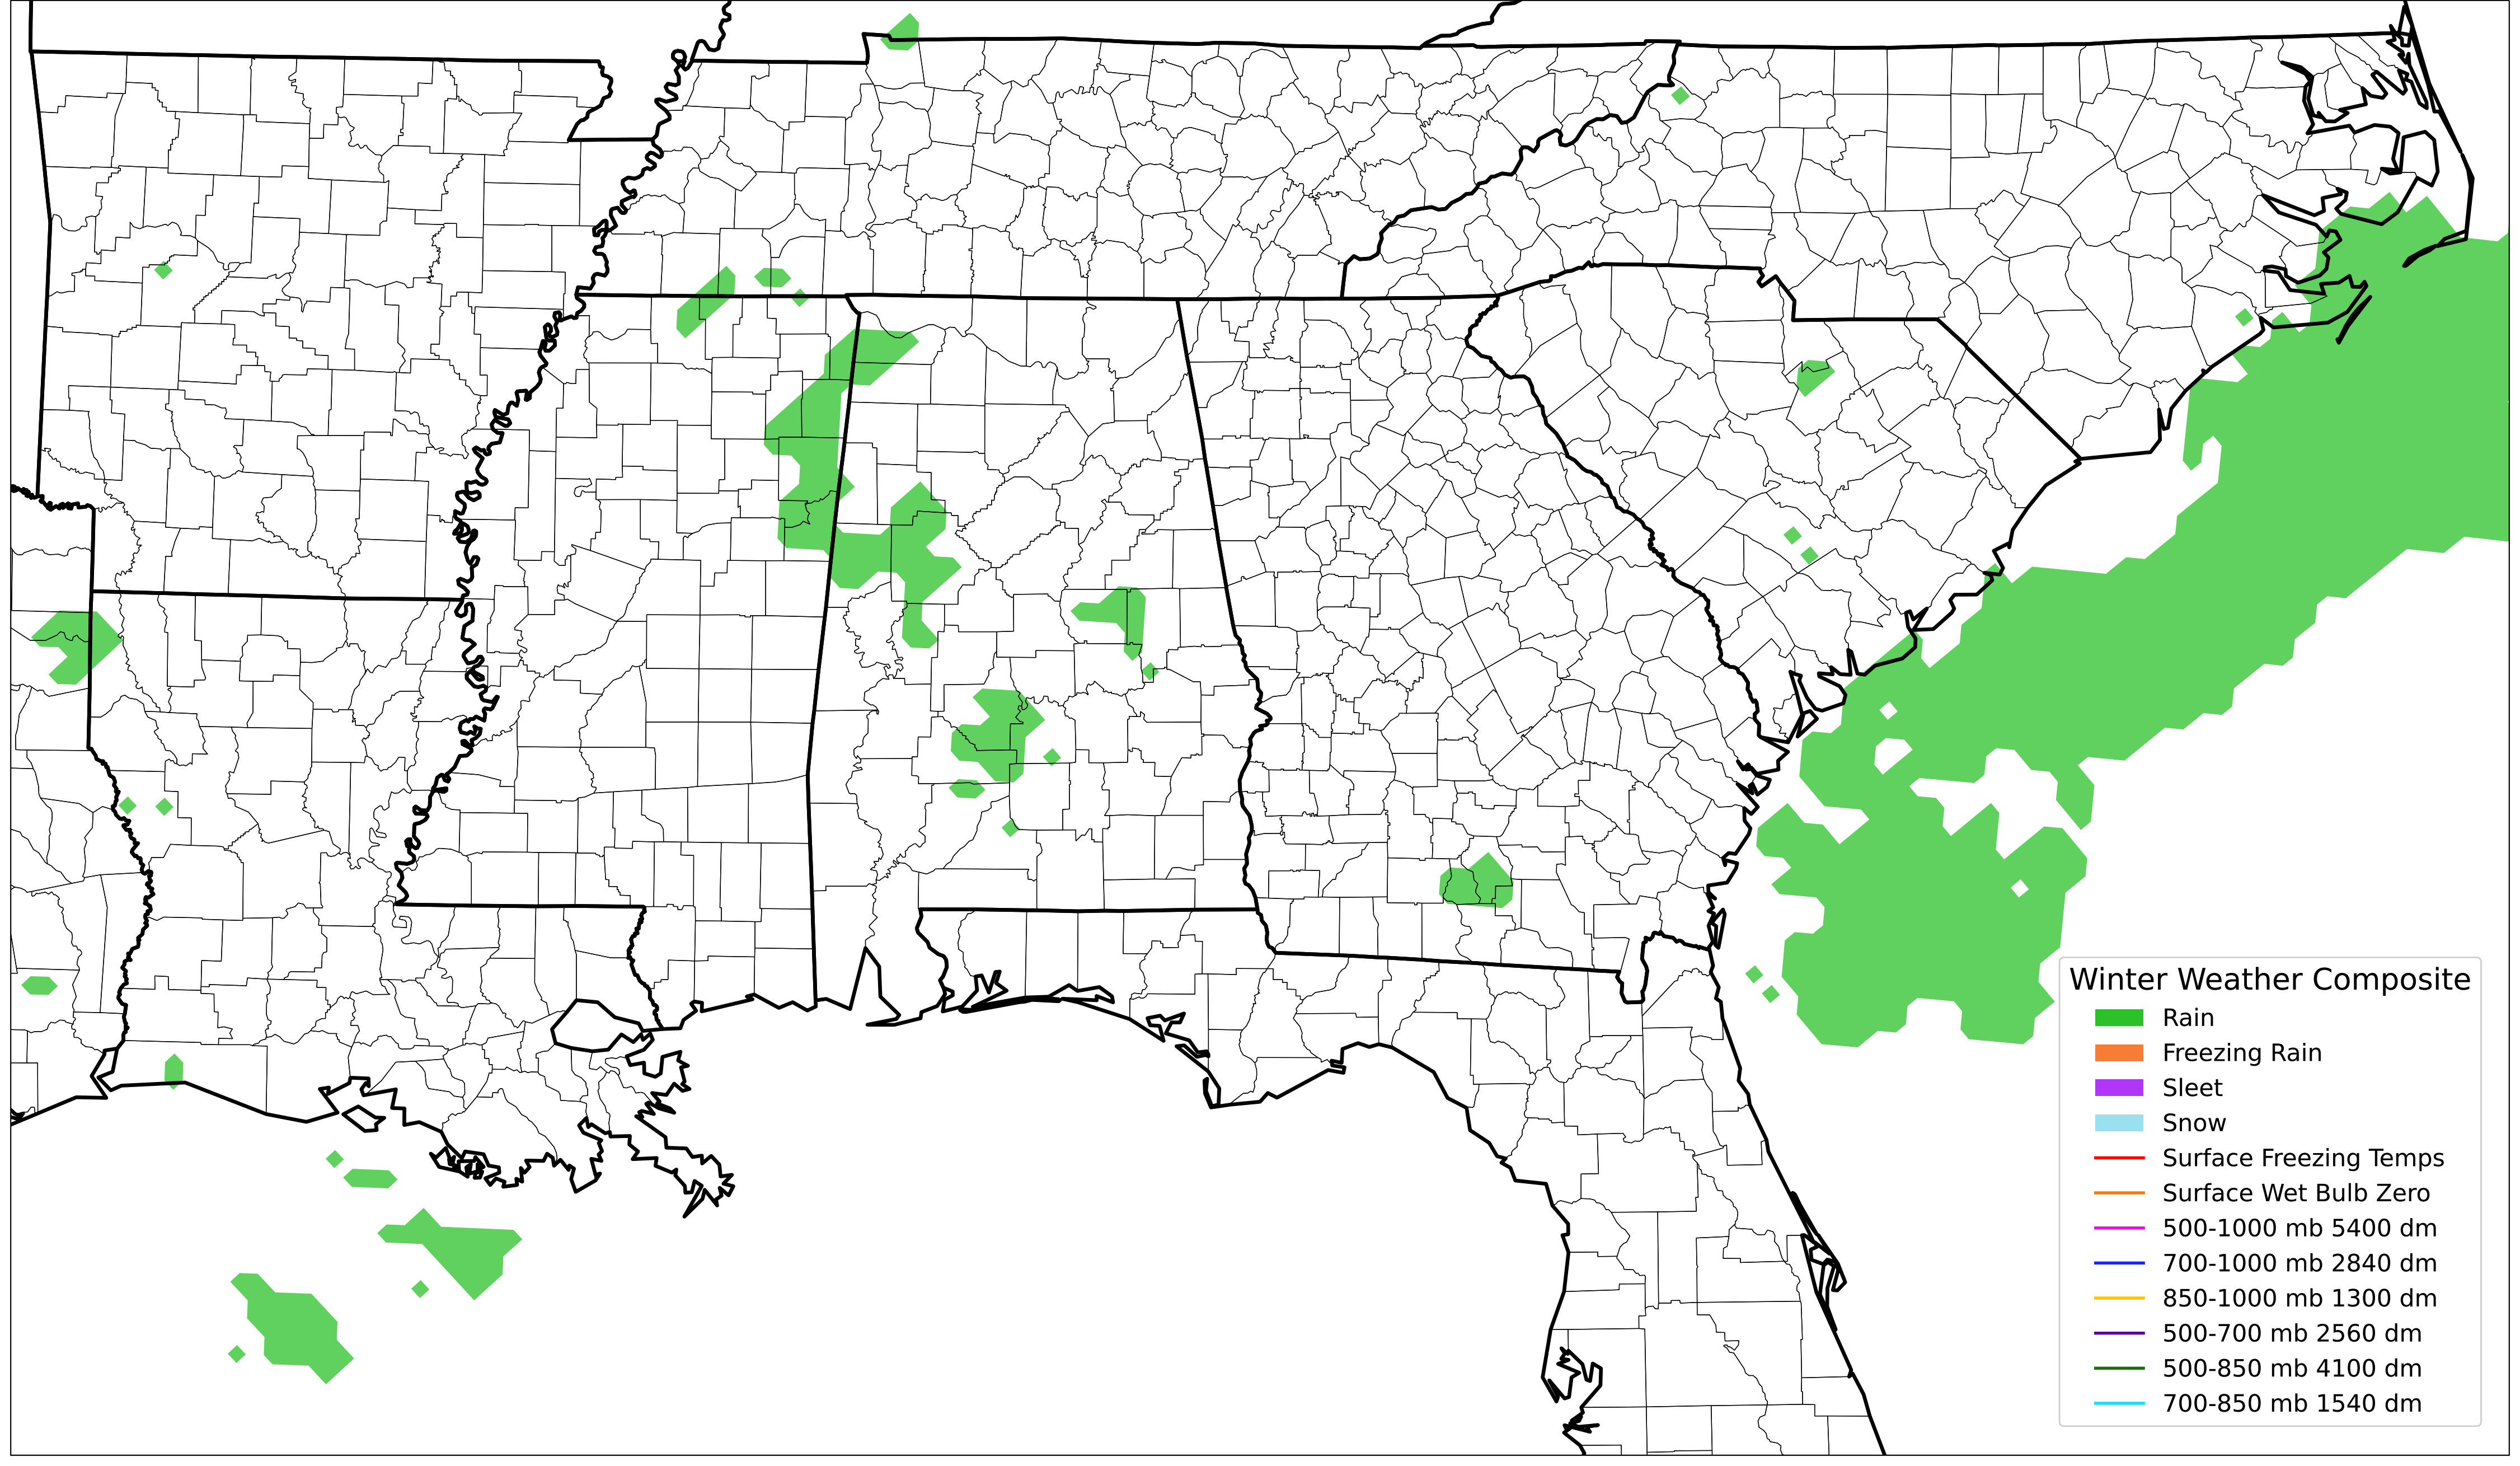 Winter Weather Composite
Rain
Freezing Rain
Sleet
Snow
Surface Freezing Temps
Surface Wet Bulb Zero
500-1000 mb 5400 dm
700-1000 mb 2840 dm
850-1000 mb 1300 dm
500-700 mb 2560 dm
500-850 mb 4100 dm
700-850 mb 1540 dm